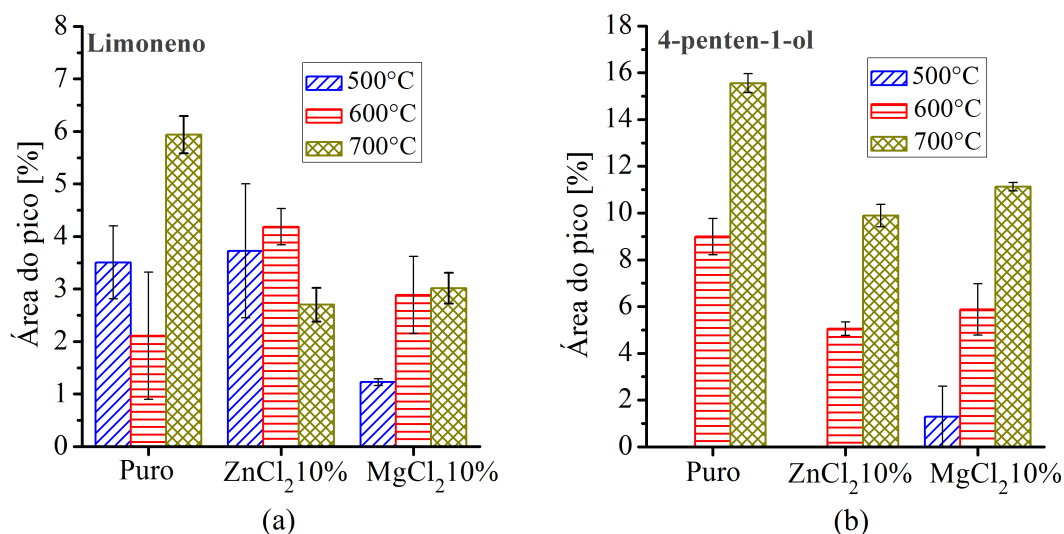 Limoneno
500°C
600°C
700°C
Área do pico [%]
8
7
6
5
4
3
2
1
0
Puro
ZnCl₂10%
MgCl₂10%
(a)
4-penten-1-ol
500°C
600°C
700°C
Área do pico [%]
18
16
14
12
10
8
6
4
2
0
Puro
ZnCl₂10%
MgCl₂10%
(b)